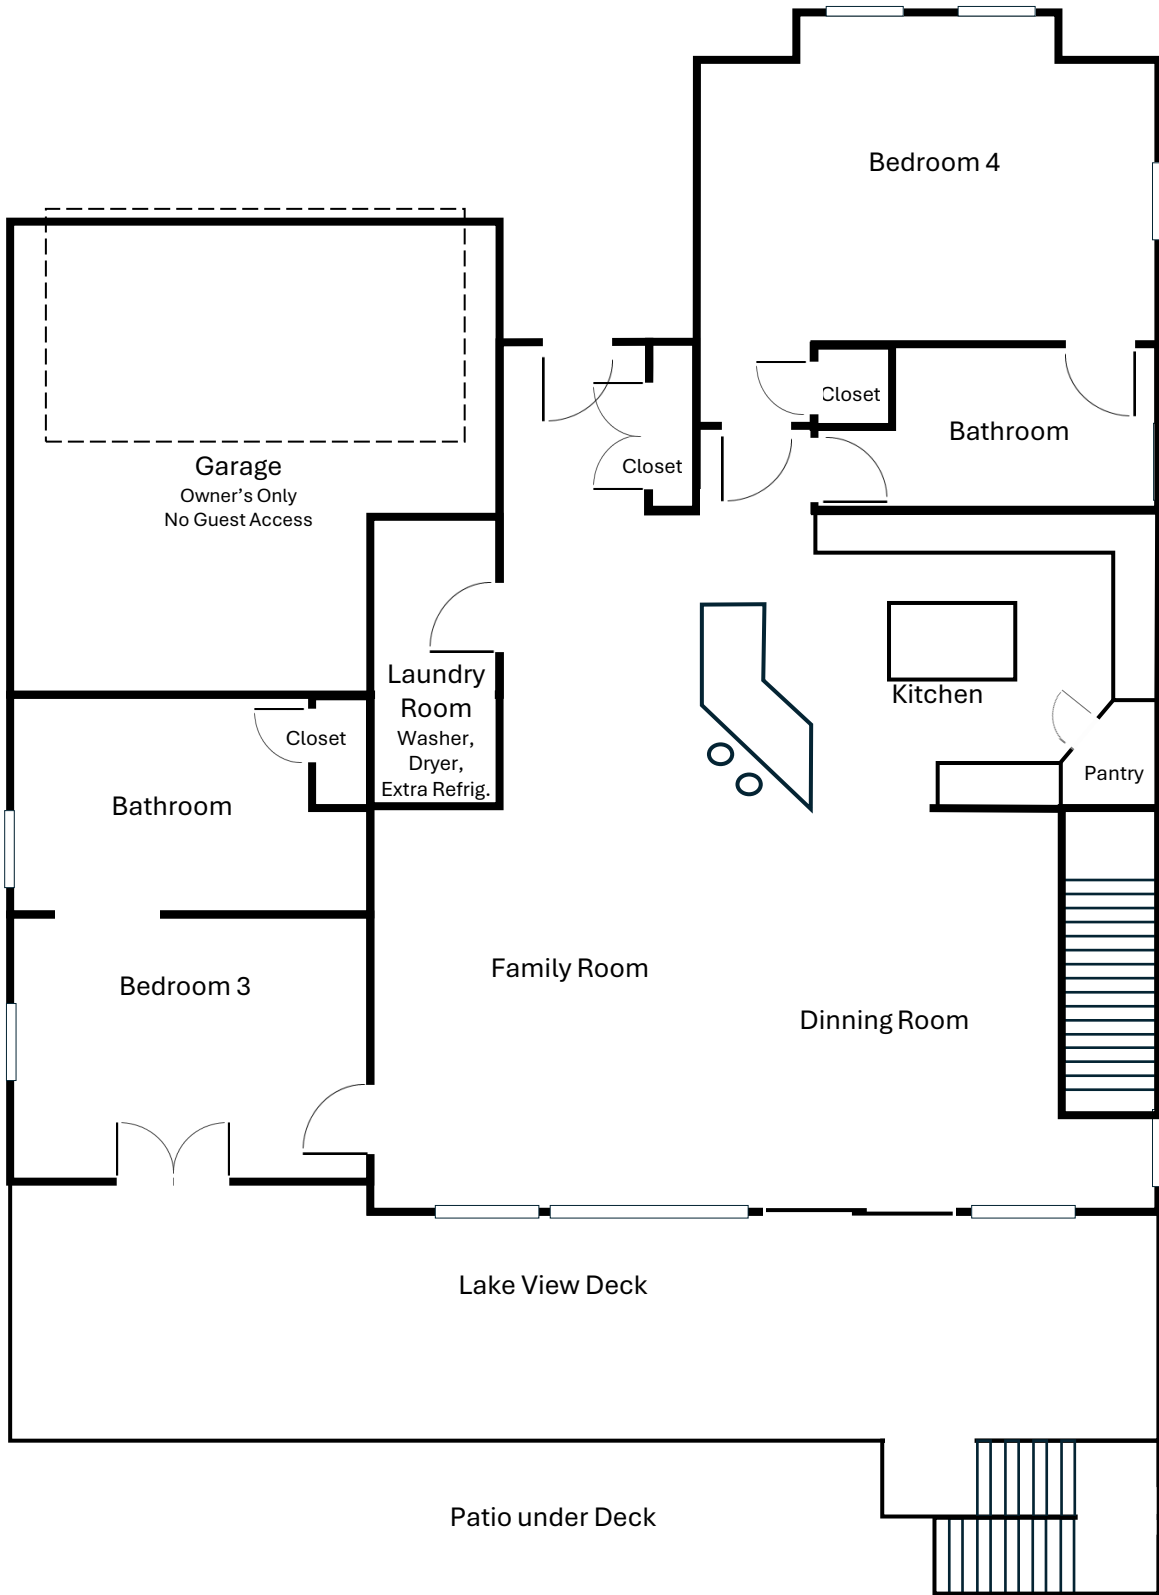 Bedroom 4
Closet
Bathroom
Garage
Owner's Only
No Guest Access
Closet
Laundry
Room
Washer,
Dryer,
Extra Refrig.
Kitchen
Pantry
Closet
Bathroom
Bedroom 3
Family Room
Dinning Room
Lake View Deck
Patio under Deck